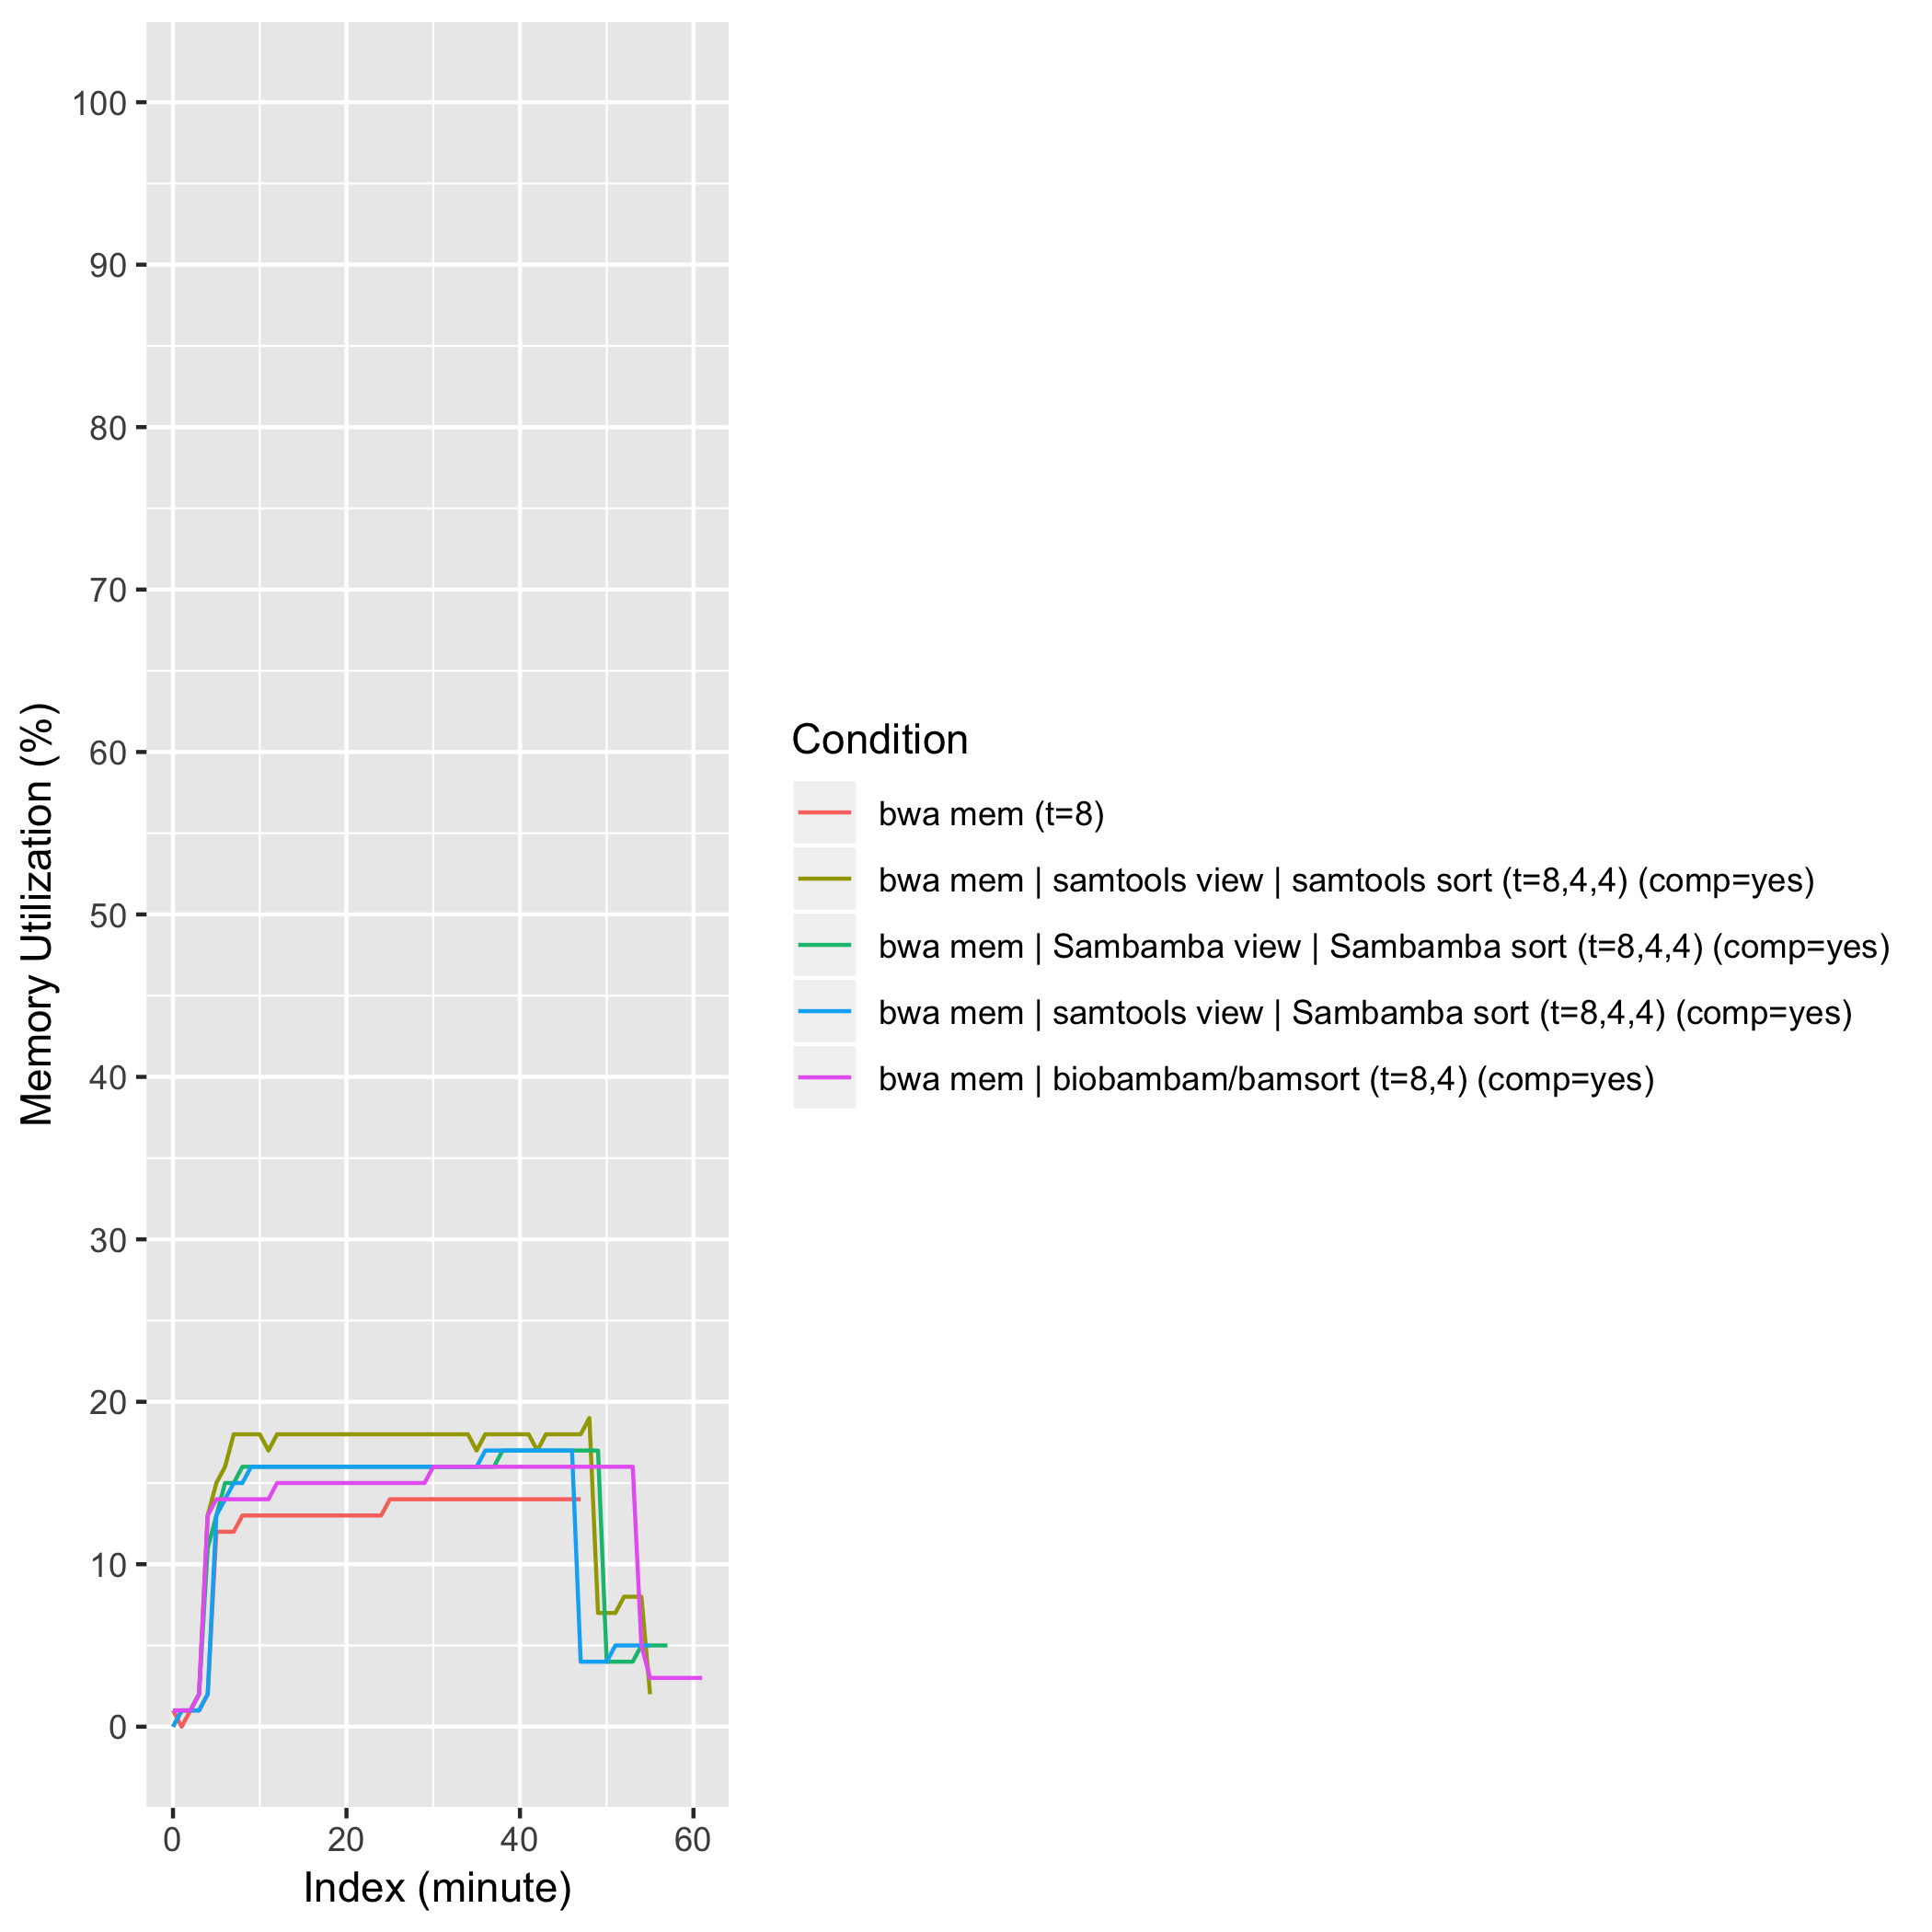 100
90
80
70
60
50
40
30
20
10
0
Memory Utilization (%)
0 20 40 60
Index (minute)
Condition
bwa mem (t=8)
bwa mem | samtools view | samtools sort (t=8,4,4) (comp=yes)
bwa mem | Sambamba view | Sambamba sort (t=8,4,4) (comp=yes)
bwa mem | samtools view | Sambamba sort (t=8,4,4) (comp=yes)
bwa mem | biobambam/bamsort (t=8,4) (comp=yes)